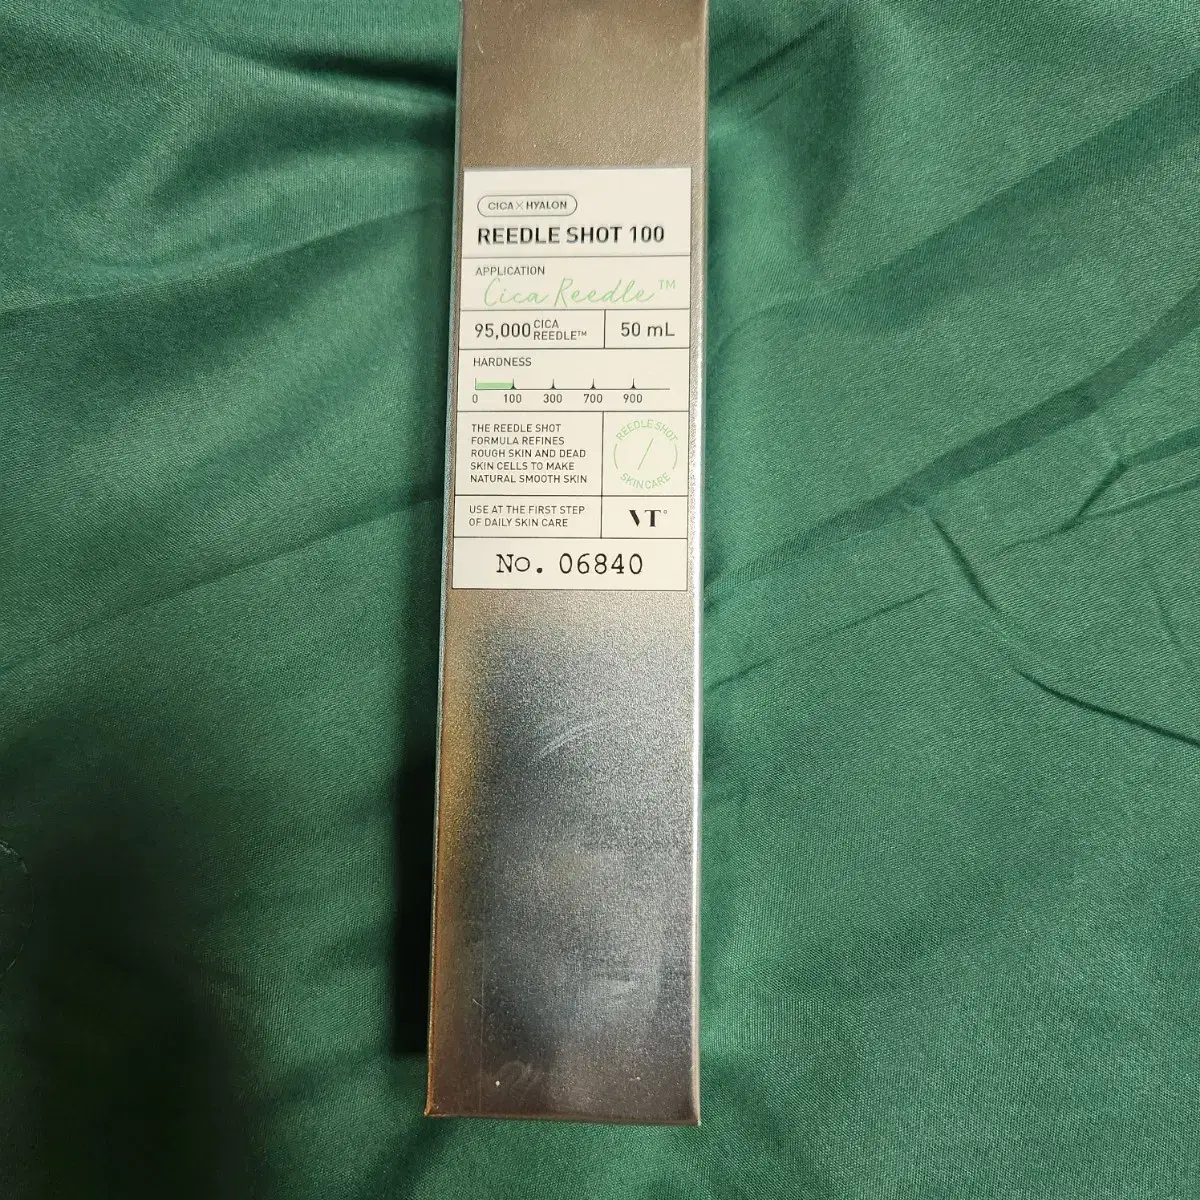 CICA × HYALON
REEDLE SHOT 100
APPLICATION
Cica Reedle™
95,000 CICA REEDLE™
50 mL
HARDNESS
0 100 300 700 900
THE REEDLE SHOT
FORMULA REFINES
ROUGH SKIN AND DEAD
SKIN CELLS TO MAKE
NATURAL SMOOTH SKIN
REEDLE SHOT
SKIN CARE
USE AT THE FIRST STEP
OF DAILY SKIN CARE
VT°
No. 06840